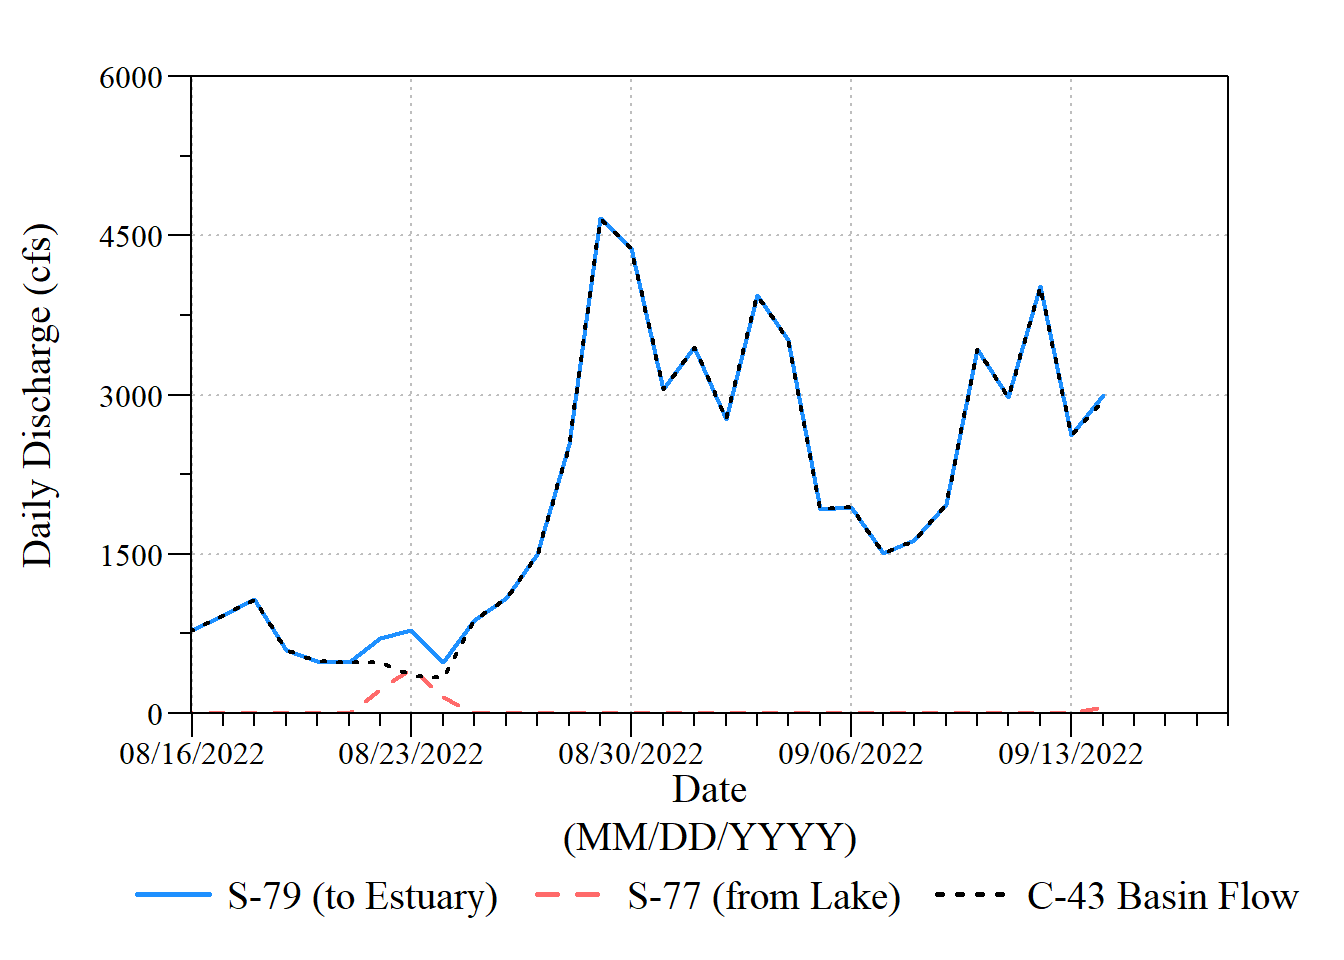 6000
4500
3000
1500
0
Daily Discharge (cfs)
08/16/2022 08/23/2022 08/30/2022 09/06/2022 09/13/2022
Date
(MM/DD/YYYY)
S-79 (to Estuary) S-77 (from Lake) C-43 Basin Flow